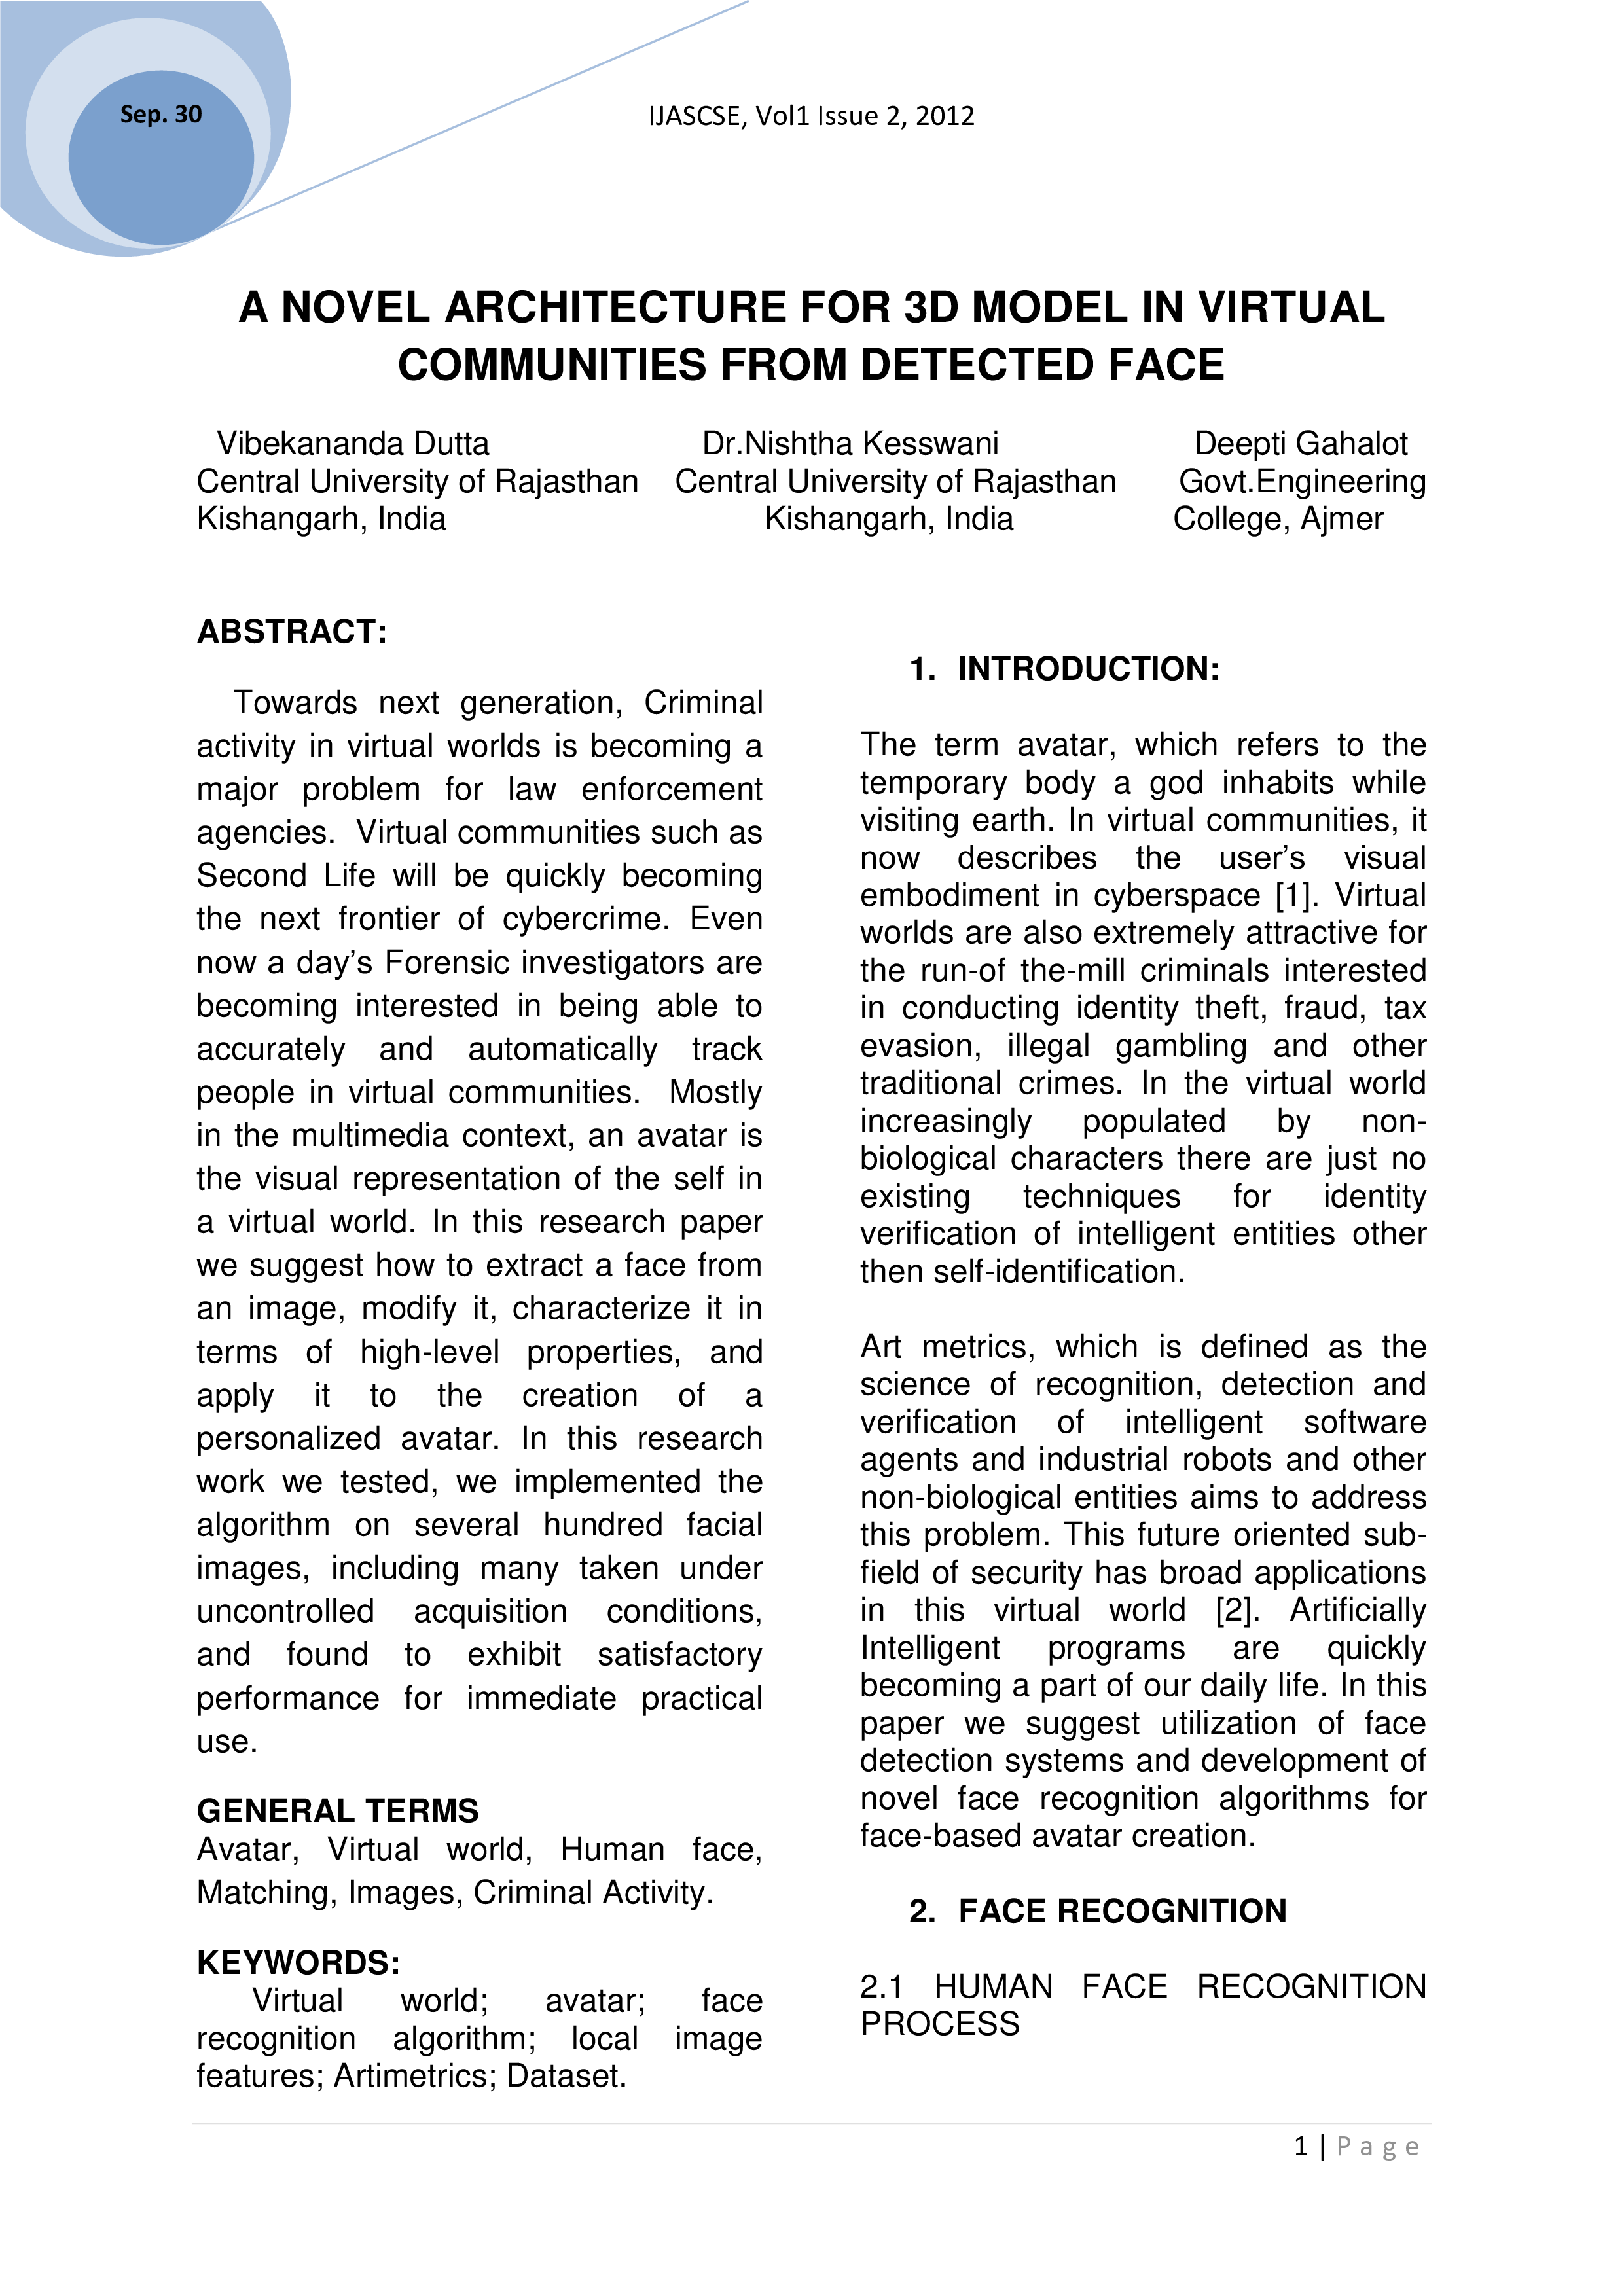 Sep. 30
IJASCSE, Vol1 Issue 2, 2012
A NOVEL ARCHITECTURE FOR 3D MODEL IN VIRTUAL
COMMUNITIES FROM DETECTED FACE
Vibekananda Dutta Dr.Nishtha Kesswani Deepti Gahalot
Central University of Rajasthan Central University of Rajasthan Govt.Engineering
Kishangarh, India Kishangarh, India College, Ajmer
ABSTRACT:
Towards next generation, Criminal
activity in virtual worlds is becoming a
major problem for law enforcement
agencies. Virtual communities such as
Second Life will be quickly becoming
the next frontier of cybercrime. Even
now a day’s Forensic investigators are
becoming interested in being able to
accurately and automatically track
people in virtual communities. Mostly
in the multimedia context, an avatar is
the visual representation of the self in
a virtual world. In this research paper
we suggest how to extract a face from
an image, modify it, characterize it in
terms of high-level properties, and
apply it to the creation of a
personalized avatar. In this research
work we tested, we implemented the
algorithm on several hundred facial
images, including many taken under
uncontrolled acquisition conditions,
and found to exhibit satisfactory
performance for immediate practical
use.
GENERAL TERMS
Avatar, Virtual world, Human face,
Matching, Images, Criminal Activity.
KEYWORDS:
Virtual world; avatar; face
recognition algorithm; local image
features; Artimetrics; Dataset.
1. INTRODUCTION:
The term avatar, which refers to the
temporary body a god inhabits while
visiting earth. In virtual communities, it
now describes the user’s visual
embodiment in cyberspace [1]. Virtual
worlds are also extremely attractive for
the run-of the-mill criminals interested
in conducting identity theft, fraud, tax
evasion, illegal gambling and other
traditional crimes. In the virtual world
increasingly populated by non-
biological characters there are just no
existing techniques for identity
verification of intelligent entities other
then self-identification.
Art metrics, which is defined as the
science of recognition, detection and
verification of intelligent software
agents and industrial robots and other
non-biological entities aims to address
this problem. This future oriented sub-
field of security has broad applications
in this virtual world [2]. Artificially
Intelligent programs are quickly
becoming a part of our daily life. In this
paper we suggest utilization of face
detection systems and development of
novel face recognition algorithms for
face-based avatar creation.
2. FACE RECOGNITION
2.1 HUMAN FACE RECOGNITION
PROCESS
1 | Page